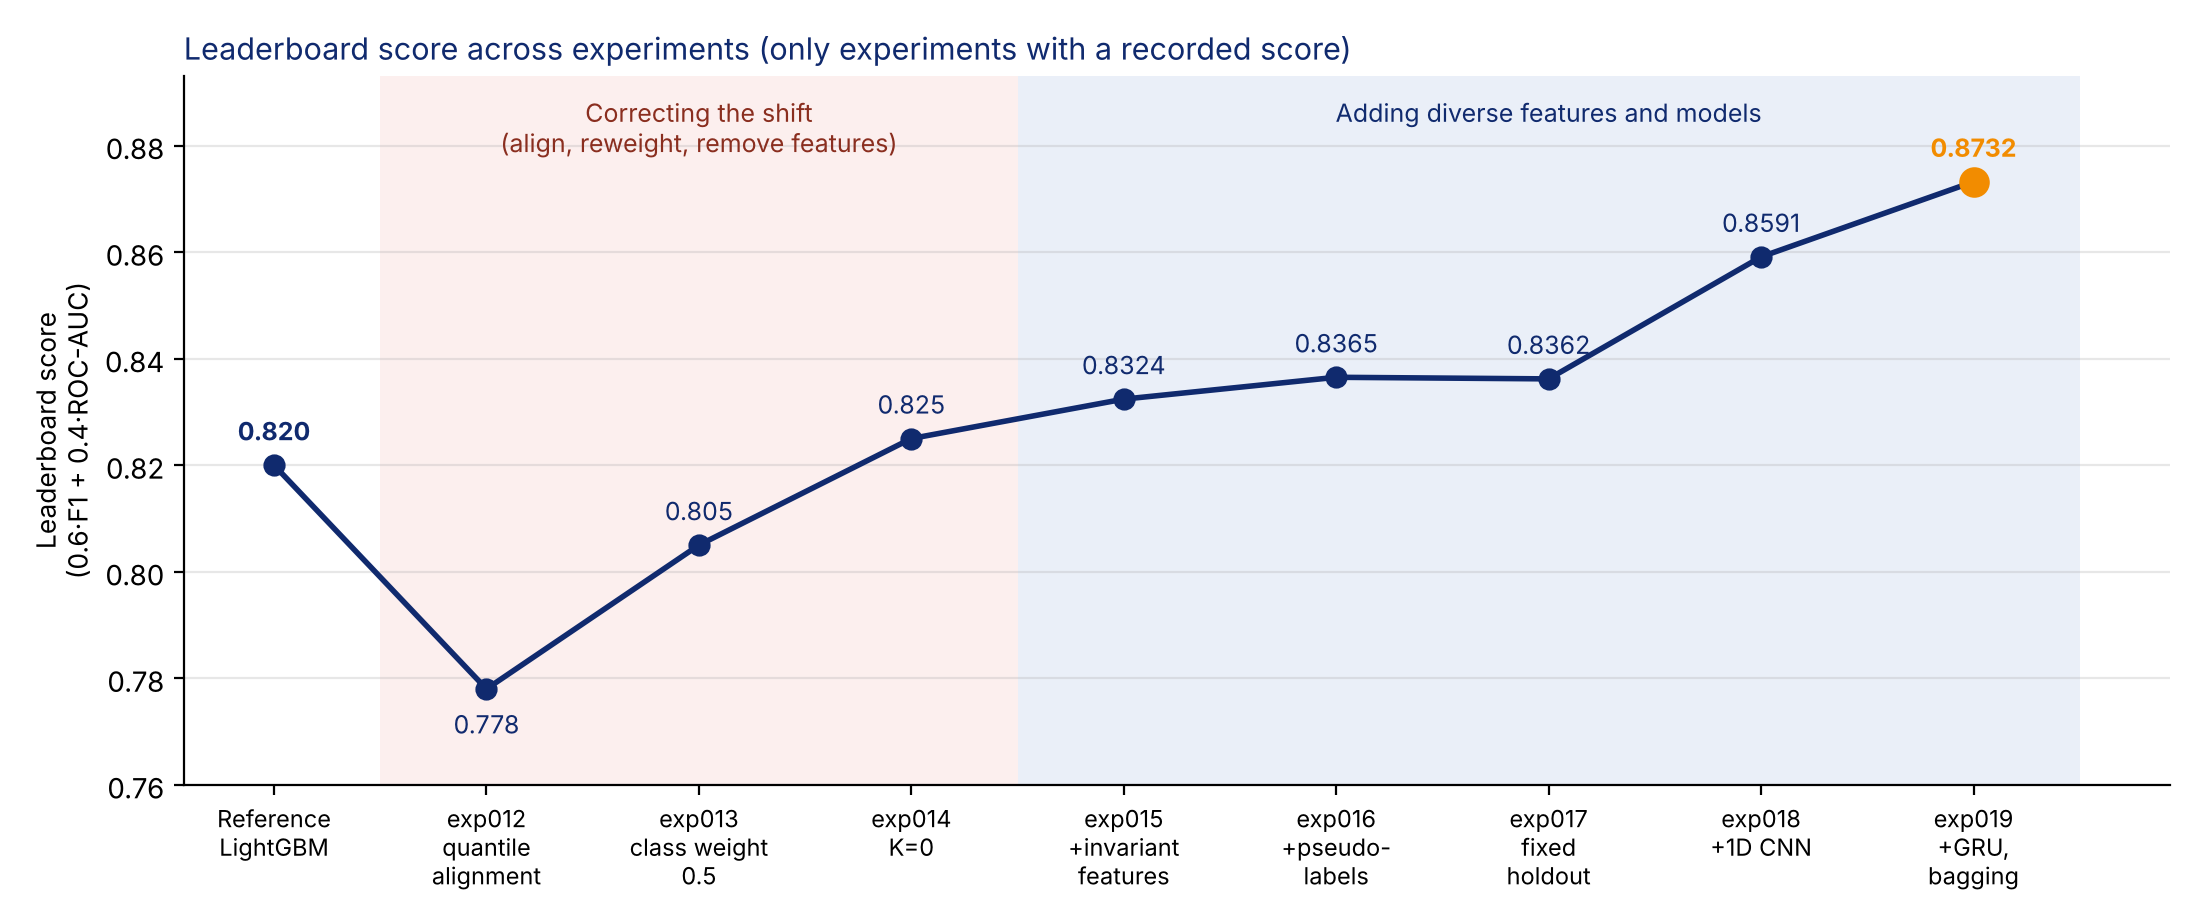 Leaderboard score across experiments (only experiments with a recorded score)
Correcting the shift
(align, reweight, remove features)
Adding diverse features and models
Leaderboard score
(0.6·F1 + 0.4·ROC-AUC)
0.88
0.86
0.84
0.82
0.80
0.78
0.76
0.820
0.778
0.805
0.825
0.8324
0.8365
0.8362
0.8591
0.8732
Reference
LightGBM
exp012
quantile
alignment
exp013
class weight
0.5
exp014
K=0
exp015
+invariant
features
exp016
+pseudo-
labels
exp017
fixed
holdout
exp018
+1D CNN
exp019
+GRU,
bagging